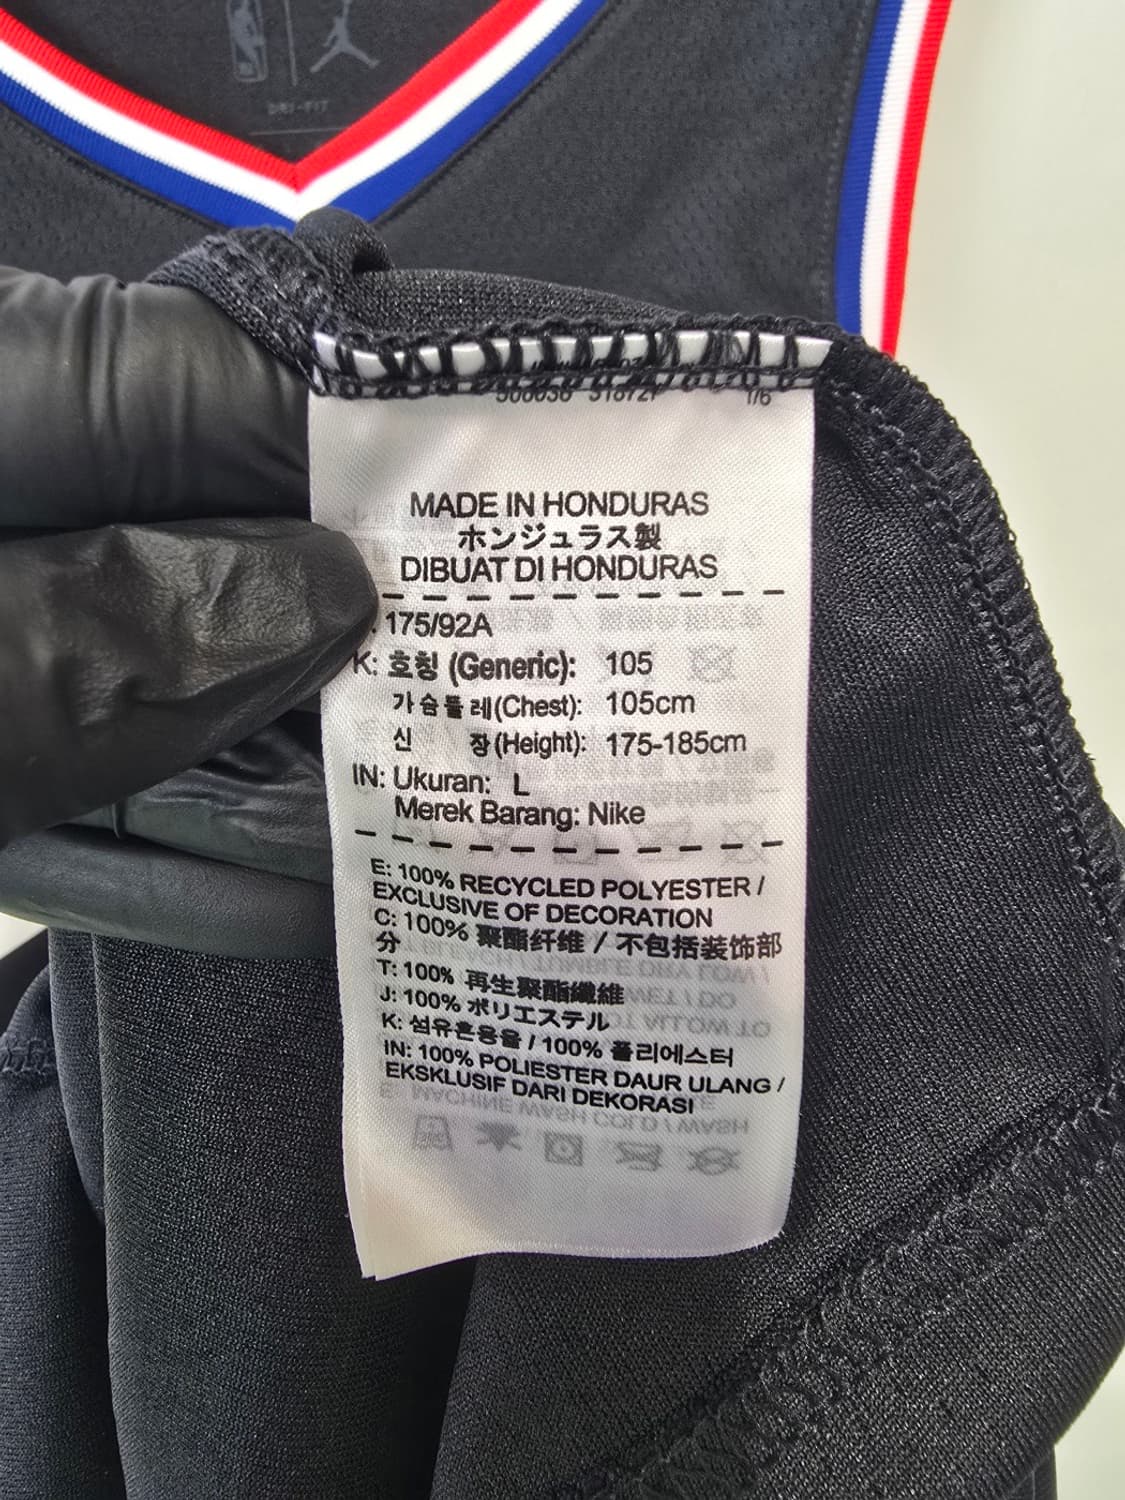 DRI-FIT
1/6
MADE IN HONDURAS
ホンジュラス製
DIBUAT DI HONDURAS
175/92A
K: 호칭 (Generic): 105
가슴둘레(Chest): 105cm
신 장(Height): 175-185cm
IN: Ukuran: L
Merek Barang: Nike
E: 100% RECYCLED POLYESTER /
EXCLUSIVE OF DECORATION
C: 100% 聚酯纤维 / 不包括装饰部
分
T: 100% 再生聚酯纖維
J: 100% ポリエステル
K: 섬유혼용율 / 100% 폴리에스터
IN: 100% POLIESTER DAUR ULANG /
EKSKLUSIF DARI DEKORASI